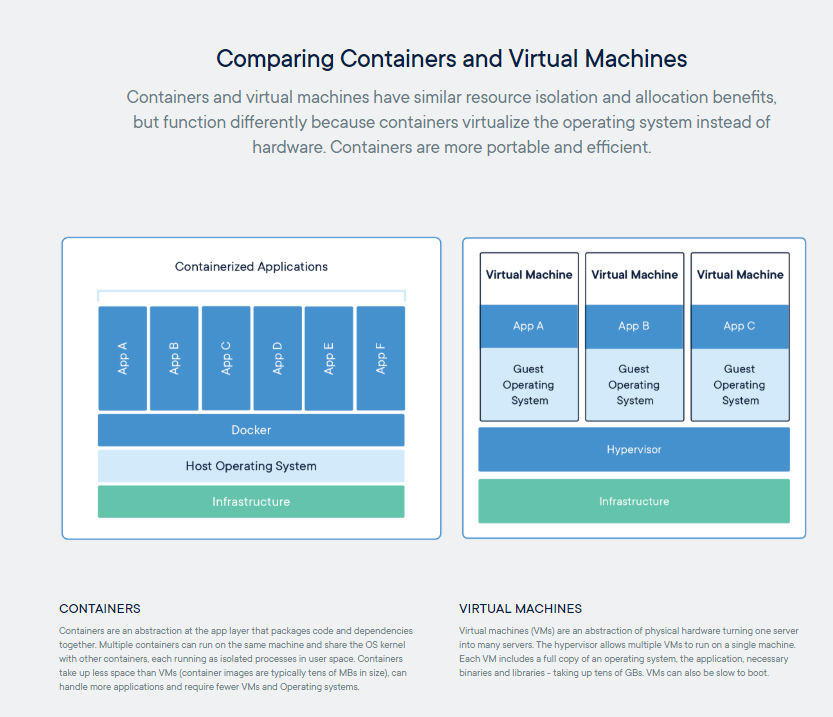 Comparing Containers and Virtual Machines
Containers and virtual machines have similar resource isolation and allocation benefits,
but function differently because containers virtualize the operating system instead of
hardware. Containers are more portable and efficient.
Containerized Applications
App A
App B
App C
App D
App E
App F
Docker
Host Operating System
Infrastructure
Virtual Machine
App A
Guest
Operating
System
Virtual Machine
App B
Guest
Operating
System
Virtual Machine
App C
Guest
Operating
System
Hypervisor
Infrastructure
CONTAINERS
Containers are an abstraction at the app layer that packages code and dependencies
together. Multiple containers can run on the same machine and share the OS kernel
with other containers, each running as isolated processes in user space. Containers
take up less space than VMs (container images are typically tens of MBs in size), can
handle more applications and require fewer VMs and Operating systems.
VIRTUAL MACHINES
Virtual machines (VMs) are an abstraction of physical hardware turning one server
into many servers. The hypervisor allows multiple VMs to run on a single machine.
Each VM includes a full copy of an operating system, the application, necessary
binaries and libraries - taking up tens of GBs. VMs can also be slow to boot.